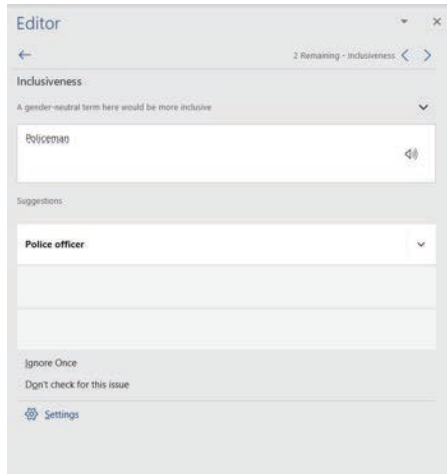 Editor
2 Remaining - Inclusiveness
Inclusiveness
A gender-neutral term here would be more inclusive
Policeman
Suggestions
Police officer
Ignore Once
Don't check for this issue
Settings